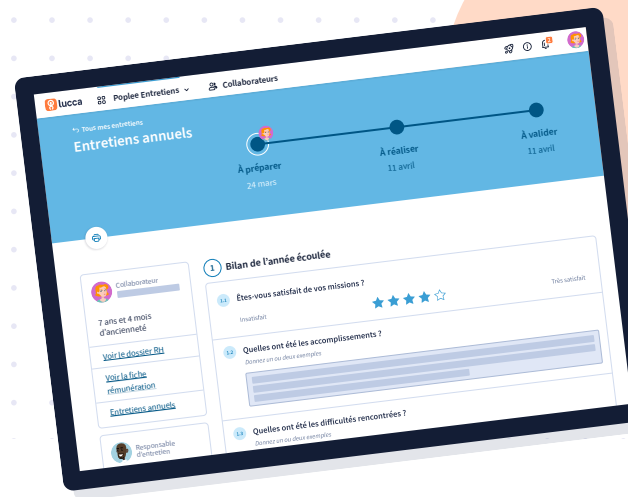 lucca
Poplee Entretiens
Collaborateurs
2
Tous mes entretiens
Entretiens annuels
À préparer
24 mars
À réaliser
11 avril
À valider
11 avril
Collaborateur
7 ans et 4 mois
d'ancienneté
Voir le dossier RH
Voir la fiche
rémunération
Entretiens annuels
Responsable
d'entretien
1 Bilan de l'année écoulée
1.1 Êtes-vous satisfait de vos missions ?
Insatisfait
Très satisfait
1.2 Quelles ont été les accomplissements ?
Donnez un ou deux exemples
1.3 Quelles ont été les difficultés rencontrées ?
Donnez un ou deux exemples